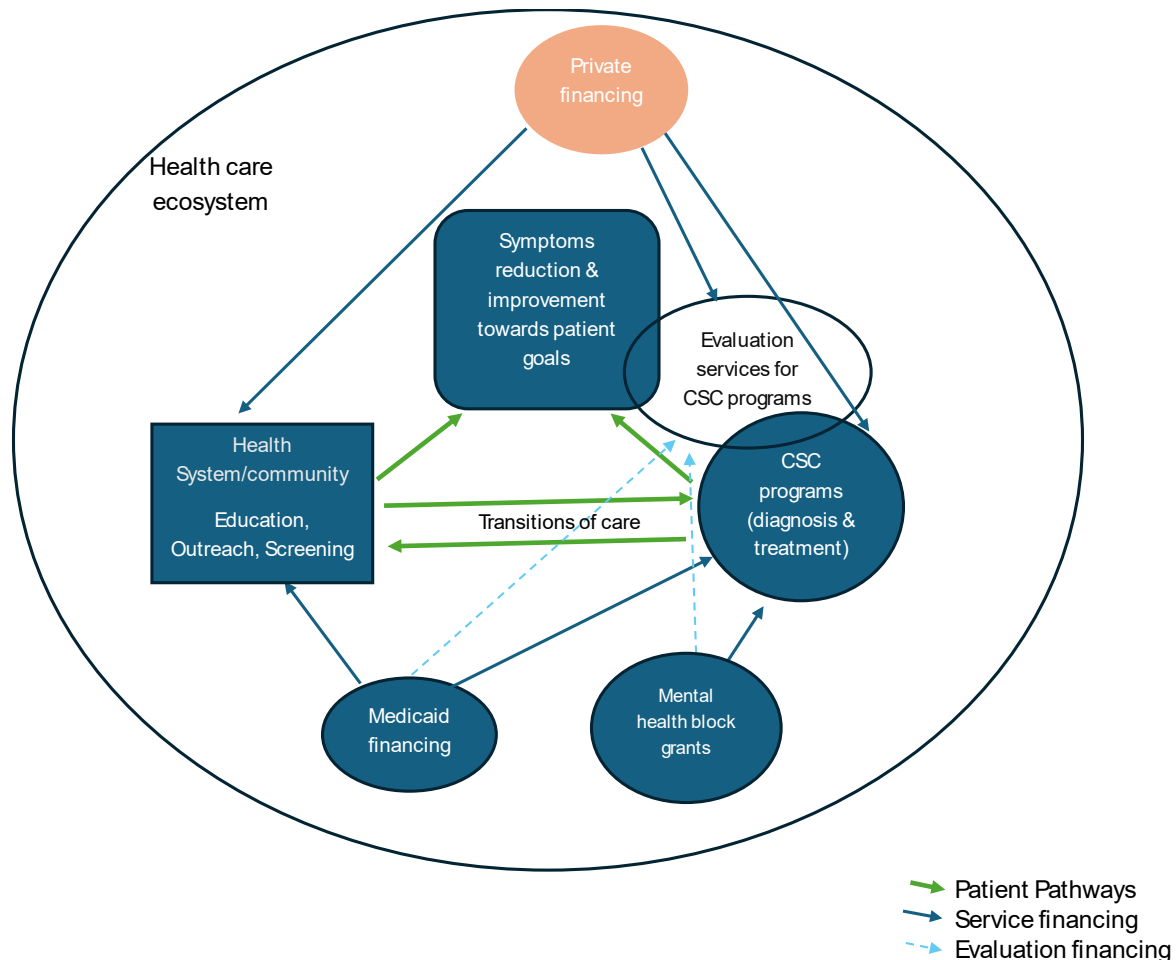 Private
financing
Health care
ecosystem
Symptoms
reduction &
improvement
towards patient
goals
Evaluation
services for
CSC programs
Health
System/community
Education,
Outreach, Screening
CSC
programs
(diagnosis &
treatment)
Transitions of care
Medicaid
financing
Mental
health block
grants
Patient Pathways
Service financing
Evaluation financing